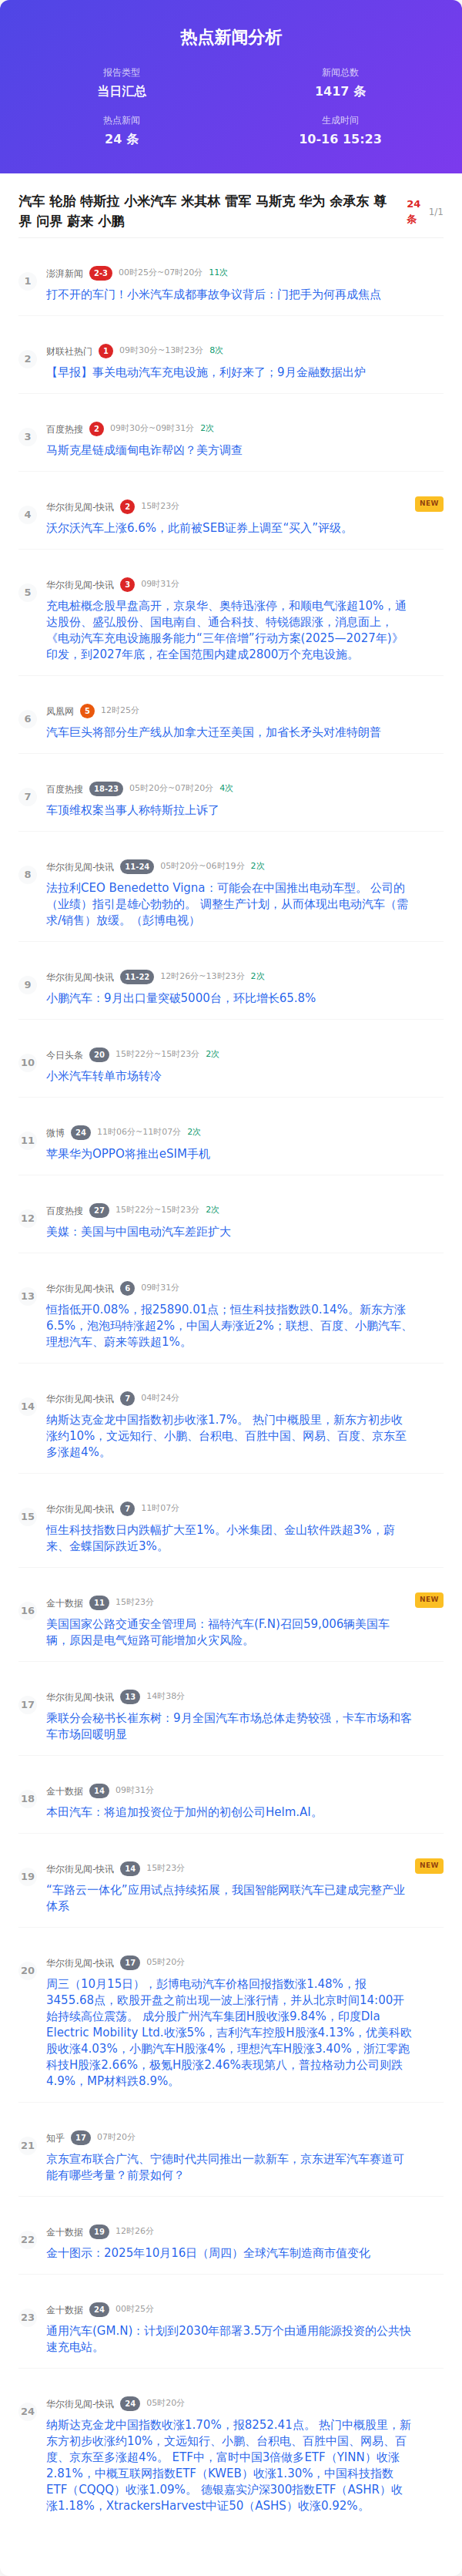 热点新闻分析
报告类型
当日汇总
新闻总数
1417 条
热点新闻
24 条
生成时间
10-16 15:23
汽车 轮胎 特斯拉 小米汽车 米其林 雷军 马斯克 华为 余承东 尊
界 问界 蔚来 小鹏
24
条
1/1
1
澎湃新闻 2-3 00时25分~07时20分 11次
打不开的车门！小米汽车成都事故争议背后：门把手为何再成焦点
2
财联社热门 1 09时30分~13时23分 8次
【早报】事关电动汽车充电设施，利好来了；9月金融数据出炉
3
百度热搜 2 09时30分~09时31分 2次
马斯克星链成缅甸电诈帮凶？美方调查
4
华尔街见闻-快讯 2 15时23分
NEW
沃尔沃汽车上涨6.6%，此前被SEB证券上调至“买入”评级。
5
华尔街见闻-快讯 3 09时31分
充电桩概念股早盘高开，京泉华、奥特迅涨停，和顺电气涨超10%，通
达股份、盛弘股份、国电南自、通合科技、特锐德跟涨，消息面上，
《电动汽车充电设施服务能力“三年倍增”行动方案(2025—2027年)》
印发，到2027年底，在全国范围内建成2800万个充电设施。
6
凤凰网 5 12时25分
汽车巨头将部分生产线从加拿大迁至美国，加省长矛头对准特朗普
7
百度热搜 18-23 05时20分~07时20分 4次
车顶维权案当事人称特斯拉上诉了
8
华尔街见闻-快讯 11-24 05时20分~06时19分 2次
法拉利CEO Benedetto Vigna：可能会在中国推出电动车型。 公司的
（业绩）指引是雄心勃勃的。 调整生产计划，从而体现出电动汽车（需
求/销售）放缓。（彭博电视）
9
华尔街见闻-快讯 11-22 12时26分~13时23分 2次
小鹏汽车：9月出口量突破5000台，环比增长65.8%
10
今日头条 20 15时22分~15时23分 2次
小米汽车转单市场转冷
11
微博 24 11时06分~11时07分 2次
苹果华为OPPO将推出eSIM手机
12
百度热搜 27 15时22分~15时23分 2次
美媒：美国与中国电动汽车差距扩大
13
华尔街见闻-快讯 6 09时31分
恒指低开0.08%，报25890.01点；恒生科技指数跌0.14%。新东方涨
6.5%，泡泡玛特涨超2%，中国人寿涨近2%；联想、百度、小鹏汽车、
理想汽车、蔚来等跌超1%。
14
华尔街见闻-快讯 7 04时24分
纳斯达克金龙中国指数初步收涨1.7%。 热门中概股里，新东方初步收
涨约10%，文远知行、小鹏、台积电、百胜中国、网易、百度、京东至
多涨超4%。
15
华尔街见闻-快讯 7 11时07分
恒生科技指数日内跌幅扩大至1%。小米集团、金山软件跌超3%，蔚
来、金蝶国际跌近3%。
16
金十数据 11 15时23分
NEW
美国国家公路交通安全管理局：福特汽车(F.N)召回59,006辆美国车
辆，原因是电气短路可能增加火灾风险。
17
华尔街见闻-快讯 13 14时38分
乘联分会秘书长崔东树：9月全国汽车市场总体走势较强，卡车市场和客
车市场回暖明显
18
金十数据 14 09时31分
本田汽车：将追加投资位于加州的初创公司Helm.AI。
19
华尔街见闻-快讯 14 15时23分
NEW
“车路云一体化”应用试点持续拓展，我国智能网联汽车已建成完整产业
体系
20
华尔街见闻-快讯 17 05时20分
周三（10月15日），彭博电动汽车价格回报指数涨1.48%，报
3455.68点，欧股开盘之前出现一波上涨行情，并从北京时间14:00开
始持续高位震荡。 成分股广州汽车集团H股收涨9.84%，印度Ola
Electric Mobility Ltd.收涨5%，吉利汽车控股H股涨4.13%，优美科欧
股收涨4.03%，小鹏汽车H股涨4%，理想汽车H股涨3.40%，浙江零跑
科技H股涨2.66%，极氪H股涨2.46%表现第八，普拉格动力公司则跌
4.9%，MP材料跌8.9%。
21
知乎 17 07时20分
京东宣布联合广汽、宁德时代共同推出一款新车，京东进军汽车赛道可
能有哪些考量？前景如何？
22
金十数据 19 12时26分
金十图示：2025年10月16日（周四）全球汽车制造商市值变化
23
金十数据 24 00时25分
通用汽车(GM.N)：计划到2030年部署3.5万个由通用能源投资的公共快
速充电站。
24
华尔街见闻-快讯 24 05时20分
纳斯达克金龙中国指数收涨1.70%，报8252.41点。 热门中概股里，新
东方初步收涨约10%，文远知行、小鹏、台积电、百胜中国、网易、百
度、京东至多涨超4%。 ETF中，富时中国3倍做多ETF（YINN）收涨
2.81%，中概互联网指数ETF（KWEB）收涨1.30%，中国科技指数
ETF（CQQQ）收涨1.09%。 德银嘉实沪深300指数ETF（ASHR）收
涨1.18%，XtrackersHarvest中证50（ASHS）收涨0.92%。